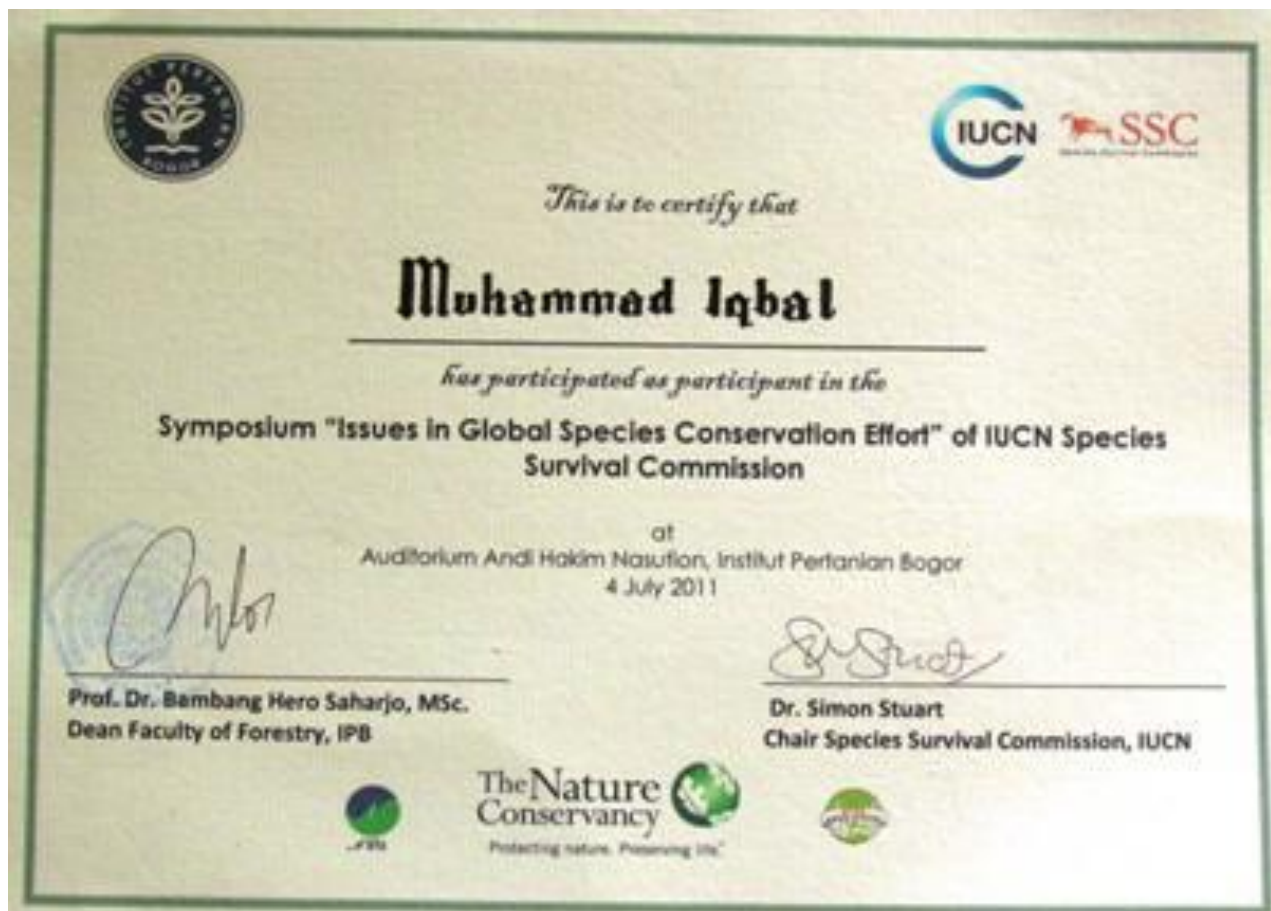 INSTITUT PERTANIAN
BOGOR
IUCN SSC
This is to certify that
Muhammad Iqbal
has participated as participant in the
Symposium "Issues in Global Species Conservation Effort" of IUCN Species
Survival Commission
at
Auditorium Andi Hakim Nasution, Institut Pertanian Bogor
4 July 2011
Prof. Dr. Bambang Hero Saharjo, MSc.
Dean Faculty of Forestry, IPB
Dr. Simon Stuart
Chair Species Survival Commission, IUCN
The Nature
Conservancy
Protecting nature. Preserving life.